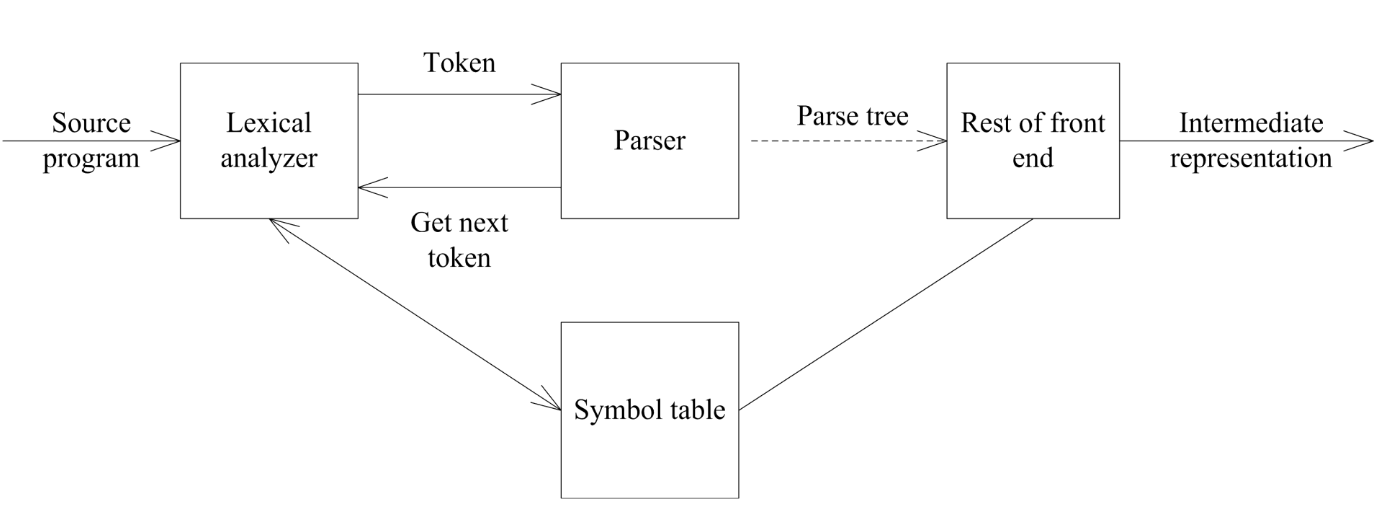 Token
Source
program
Lexical
analyzer
Parser
Parse tree
Rest of front
end
Intermediate
representation
Get next
token
Symbol table